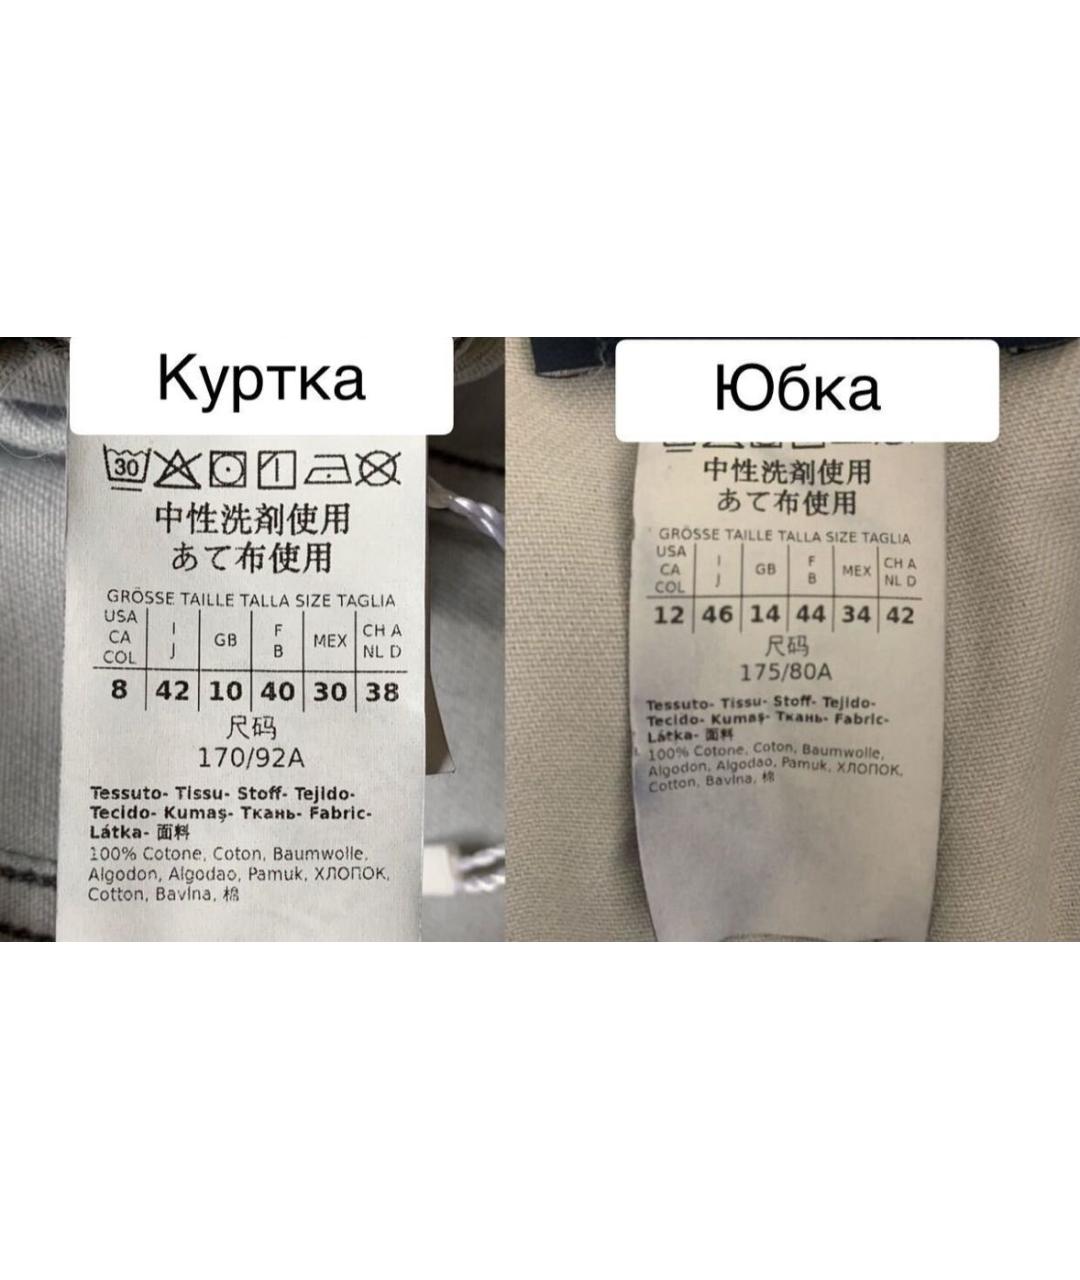 Куртка
30
中性洗剤使用
あて布使用
GRÖSSE TAILLE TALLA SIZE TAGLIA
USA CA COL | I J | GB | F B | MEX | CH A NL D
8 | 42 | 10 | 40 | 30 | 38
尺码
170/92A
Tessuto- Tissu- Stoff- Tejido-
Tecido- Kumaş- Ткань- Fabric-
Látka- 面料
100% Cotone, Coton, Baumwolle,
Algodon, Algodao, Pamuk, ХЛОПОК,
Cotton, Bavlna, 棉
Юбка
中性洗剤使用
あて布使用
GRÖSSE TAILLE TALLA SIZE TAGLIA
USA CA COL | I J | GB | F B | MEX | CH A NL D
12 | 46 | 14 | 44 | 34 | 42
尺码
175/80A
Tessuto- Tissu- Stoff- Tejido-
Tecido- Kumaş- Ткань- Fabric-
Látka- 面料
100% Cotone, Coton, Baumwolle,
Algodon, Algodao, Pamuk, ХЛОПОК,
Cotton, Bavlna, 棉